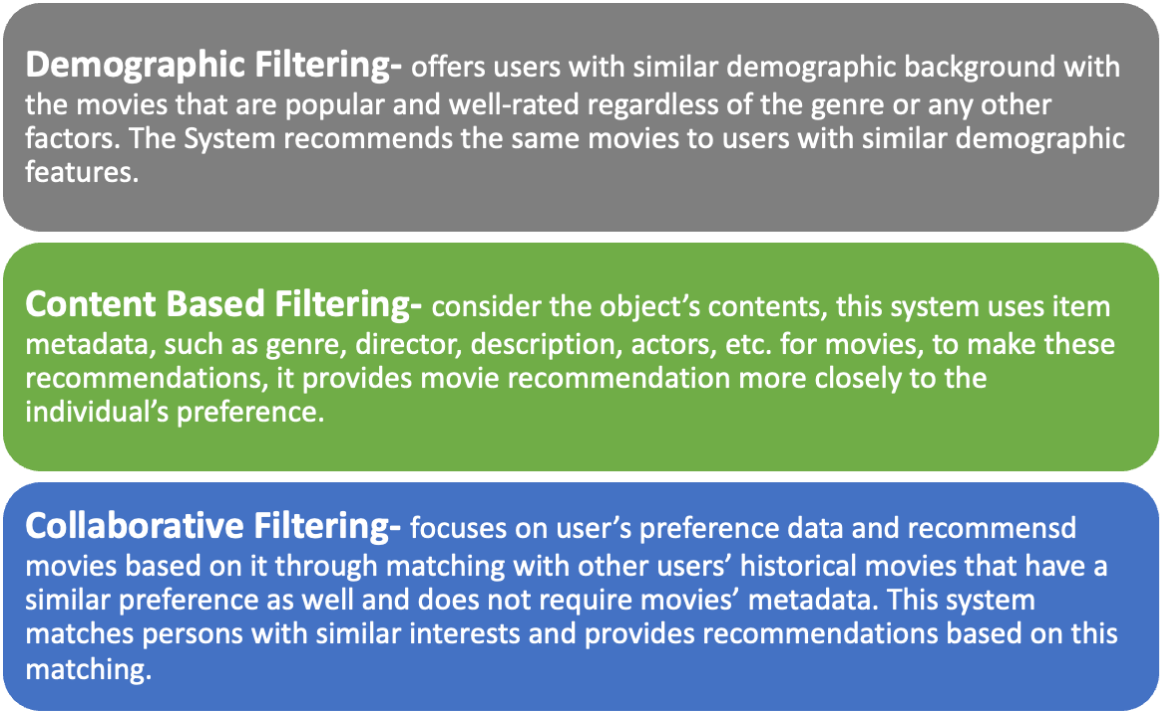 Demographic Filtering- offers users with similar demographic background with
the movies that are popular and well-rated regardless of the genre or any other
factors. The System recommends the same movies to users with similar demographic
features.
Content Based Filtering- consider the object’s contents, this system uses item
metadata, such as genre, director, description, actors, etc. for movies, to make these
recommendations, it provides movie recommendation more closely to the
individual’s preference.
Collaborative Filtering- focuses on user’s preference data and recommensd
movies based on it through matching with other users’ historical movies that have a
similar preference as well and does not require movies’ metadata. This system
matches persons with similar interests and provides recommendations based on this
matching.